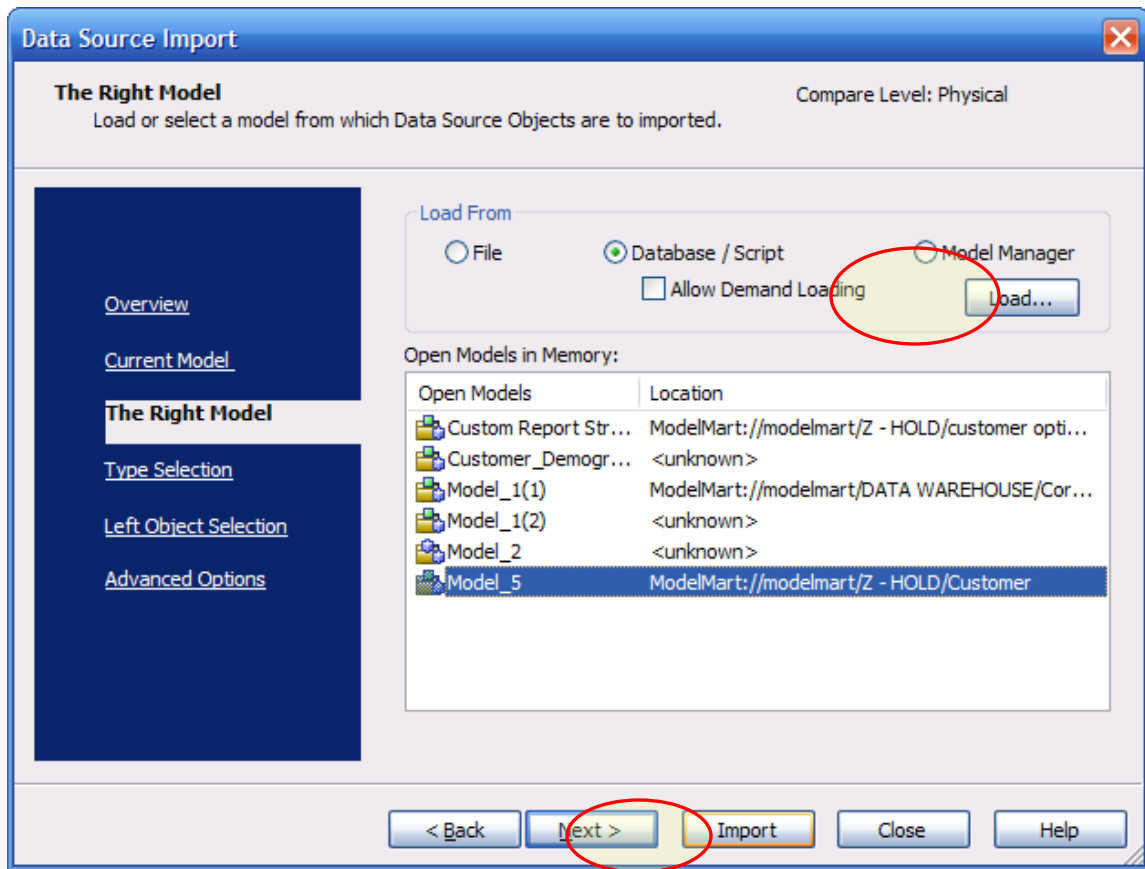 Data Source Import
The Right Model
Compare Level: Physical
Load or select a model from which Data Source Objects are to imported.
Overview
Current Model
The Right Model
Type Selection
Left Object Selection
Advanced Options
Load From
File Database / Script Model Manager
Allow Demand Loading Load...
Open Models in Memory:
Open Models Location
Custom Report Str... ModelMart://modelmart/Z - HOLD/customer opti...
Customer_Demogr... <unknown>
Model_1(1) ModelMart://modelmart/DATA WAREHOUSE/Cor...
Model_1(2) <unknown>
Model_2 <unknown>
Model_5 ModelMart://modelmart/Z - HOLD/Customer
< Back Next > Import Close Help